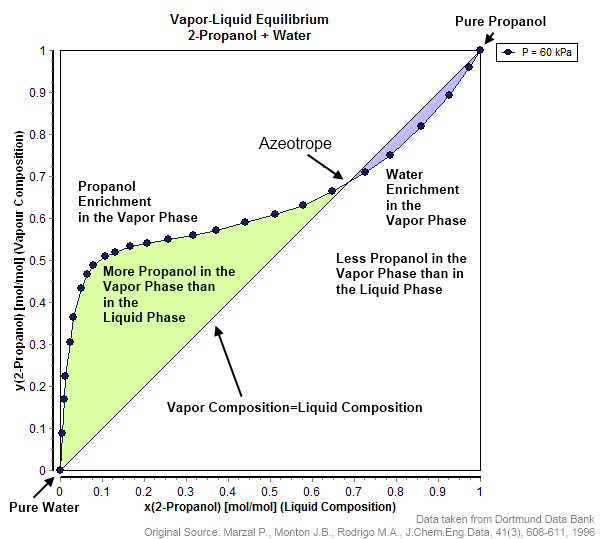 Vapor-Liquid Equilibrium
2-Propanol + Water
Pure Propanol
P = 60 kPa
Azeotrope
Propanol
Enrichment
in the Vapor Phase
Water
Enrichment
in the
Vapor Phase
More Propanol in the
Vapor Phase than
in the
Liquid Phase
Less Propanol in the
Vapor Phase than in
the Liquid Phase
Vapor Composition=Liquid Composition
y(2-Propanol) [mol/mol] (Vapour Composition)
1
0.9
0.8
0.7
0.6
0.5
0.4
0.3
0.2
0.1
0
0 0.1 0.2 0.3 0.4 0.5 0.6 0.7 0.8 0.9 1
Pure Water
x(2-Propanol) [mol/mol] (Liquid Composition)
Data taken from Dortmund Data Bank
Original Source: Marzal P., Monton J.B., Rodrigo M.A., J.Chem.Eng.Data, 41(3), 608-611, 1996